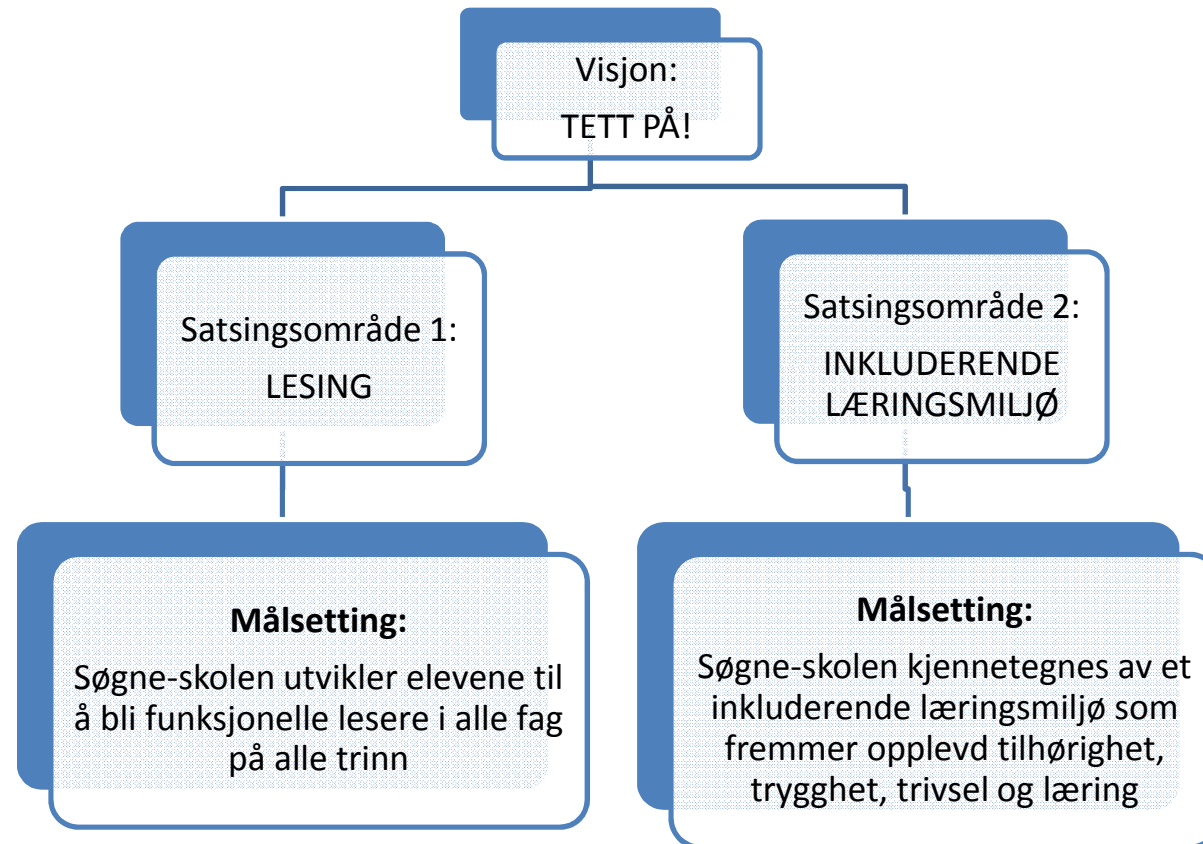 Visjon:
TETT PÅ!
Satsingsområde 1:
LESING
Satsingsområde 2:
INKLUDERENDE
LÆRINGSMILJØ
Målsetting:
Søgne-skolen utvikler elevene til
å bli funksjonelle lesere i alle fag
på alle trinn
Målsetting:
Søgne-skolen kjennetegnes av et
inkluderende læringsmiljø som
fremmer opplevd tilhørighet,
trygghet, trivsel og læring